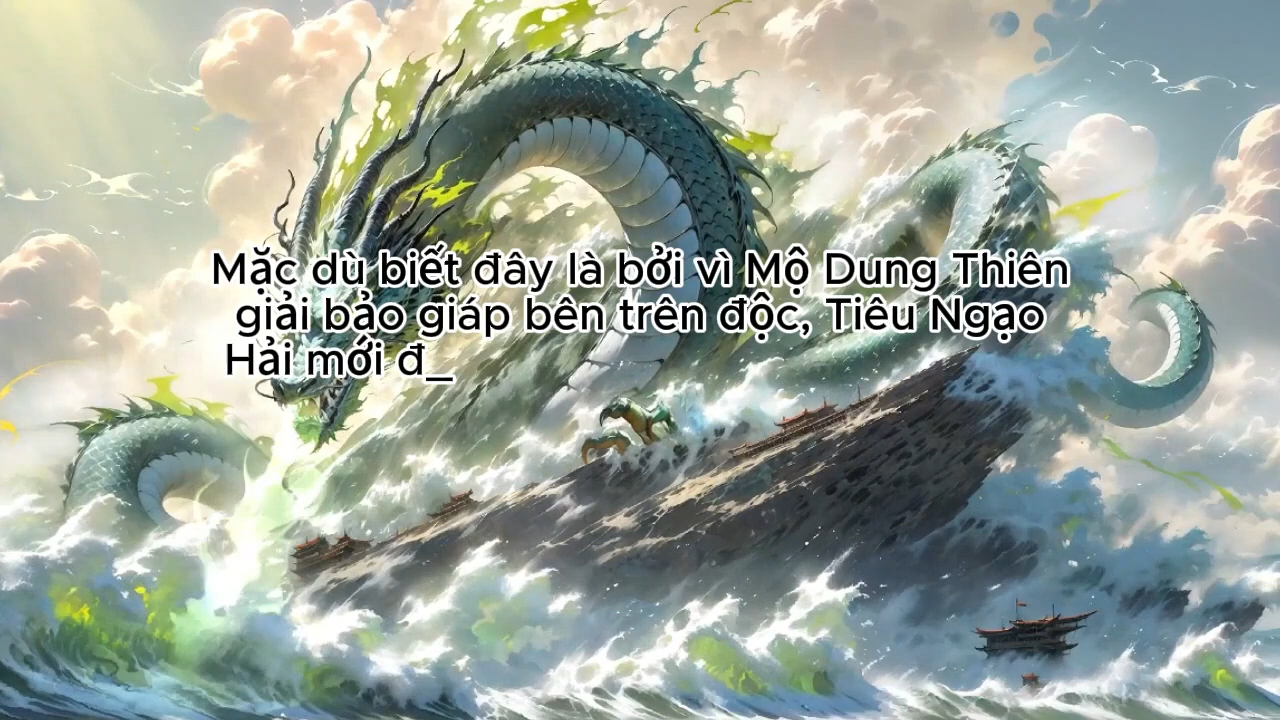 Mặc dù biết đây là bởi vì Mộ Dung Thiên
giải bảo giáp bên trên độc, Tiêu Ngạo
Hải mới đ_